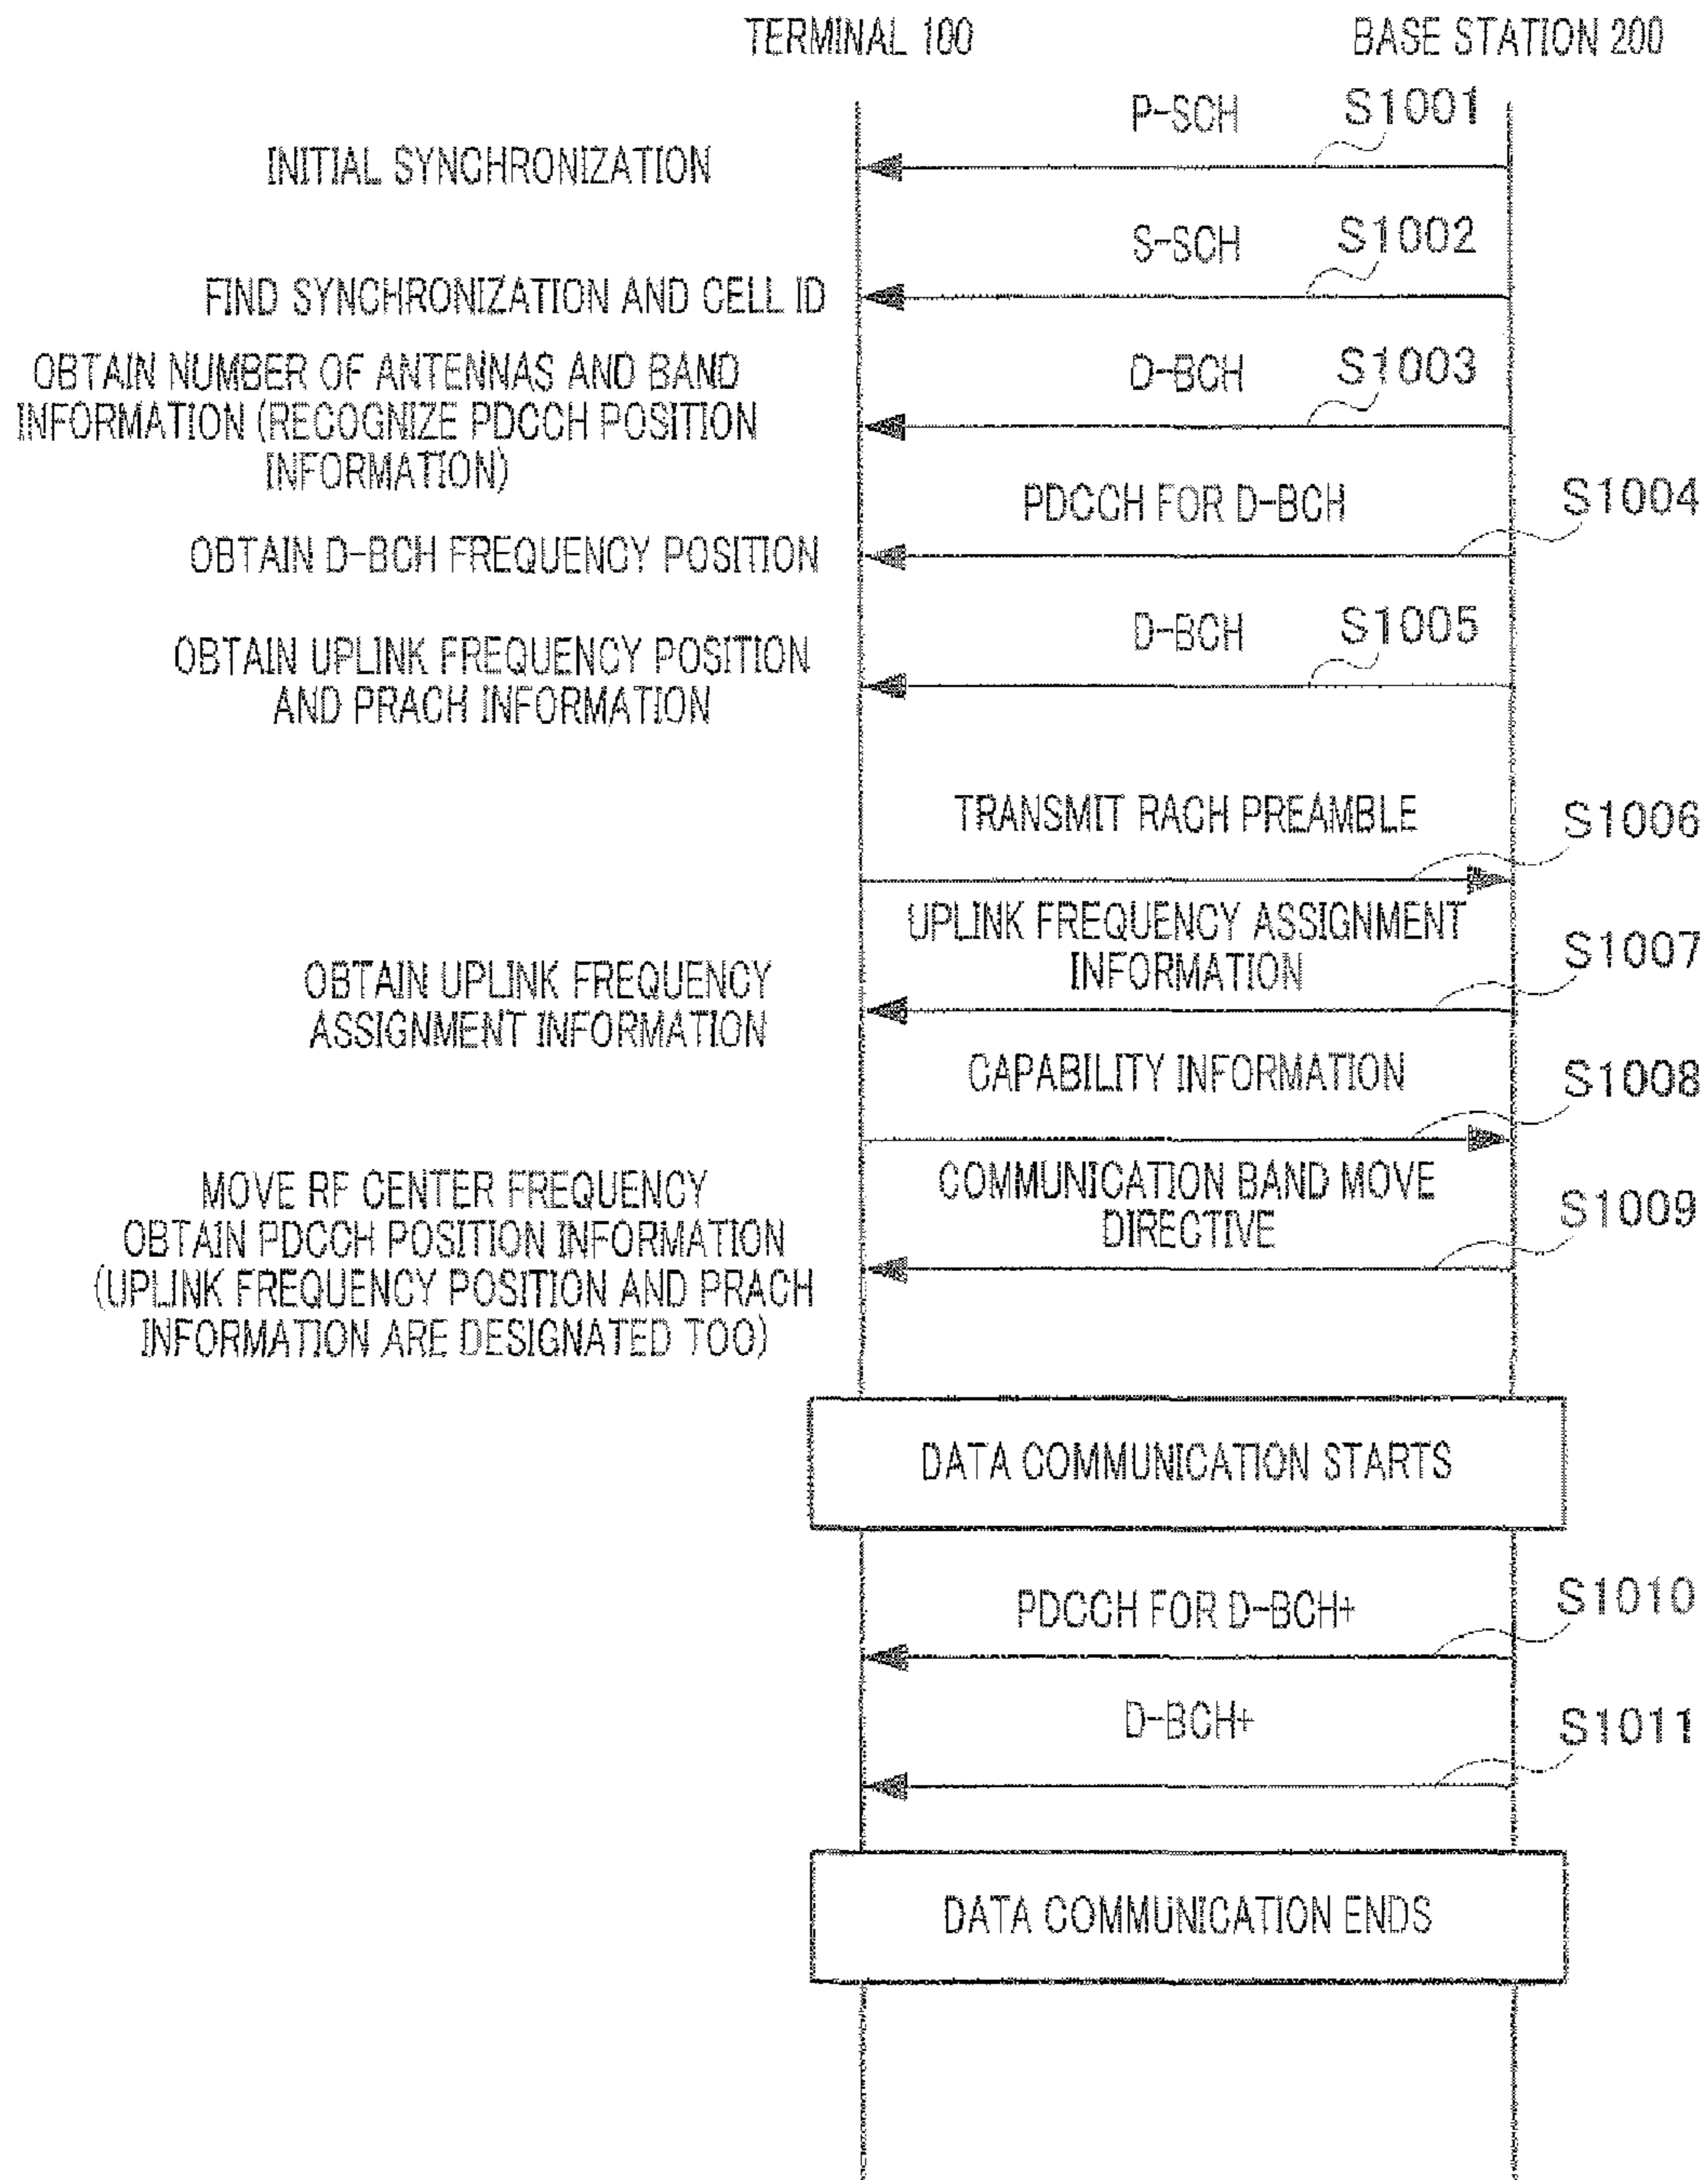 TERMINAL 100
BASE STATION 200
P-SCH
S1001
INITIAL SYNCHRONIZATION
S-SCH
S1002
FIND SYNCHRONIZATION AND CELL ID
D-BCH
S1003
OBTAIN NUMBER OF ANTENNAS AND BAND
INFORMATION (RECOGNIZE PDCCH POSITION
INFORMATION)
PDCCH FOR D-BCH
S1004
OBTAIN D-BCH FREQUENCY POSITION
D-BCH
S1005
OBTAIN UPLINK FREQUENCY POSITION
AND PRACH INFORMATION
TRANSMIT RACH PREAMBLE
S1006
UPLINK FREQUENCY ASSIGNMENT
INFORMATION
S1007
OBTAIN UPLINK FREQUENCY
ASSIGNMENT INFORMATION
CAPABILITY INFORMATION
S1008
COMMUNICATION BAND MOVE
DIRECTIVE
S1009
MOVE RF CENTER FREQUENCY
OBTAIN PDCCH POSITION INFORMATION
(UPLINK FREQUENCY POSITION AND PRACH
INFORMATION ARE DESIGNATED TOO)
DATA COMMUNICATION STARTS
PDCCH FOR D-BCH+
S1010
D-BCH+
S1011
DATA COMMUNICATION ENDS